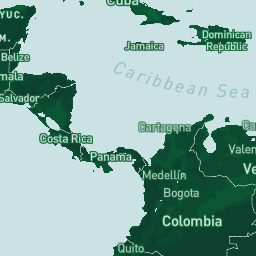 YUC.
Cuba
M.
Jamaica
Dominican
Republic
Belize
mala
Salvador
Caribbean Sea
Costa Rica
Cartagena
Ca
Panama
Valen
Medellín
Ve
Bogota
Colombia
Quito